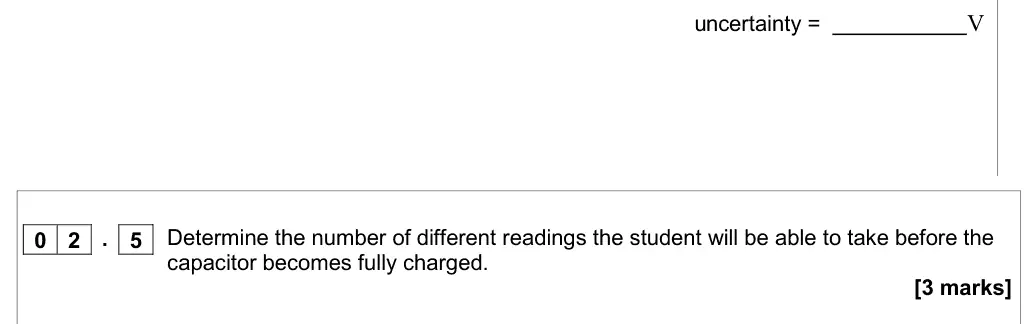 uncertainty = ___________V
0 2 . 5 Determine the number of different readings the student will be able to take before the
capacitor becomes fully charged.
[3 marks]